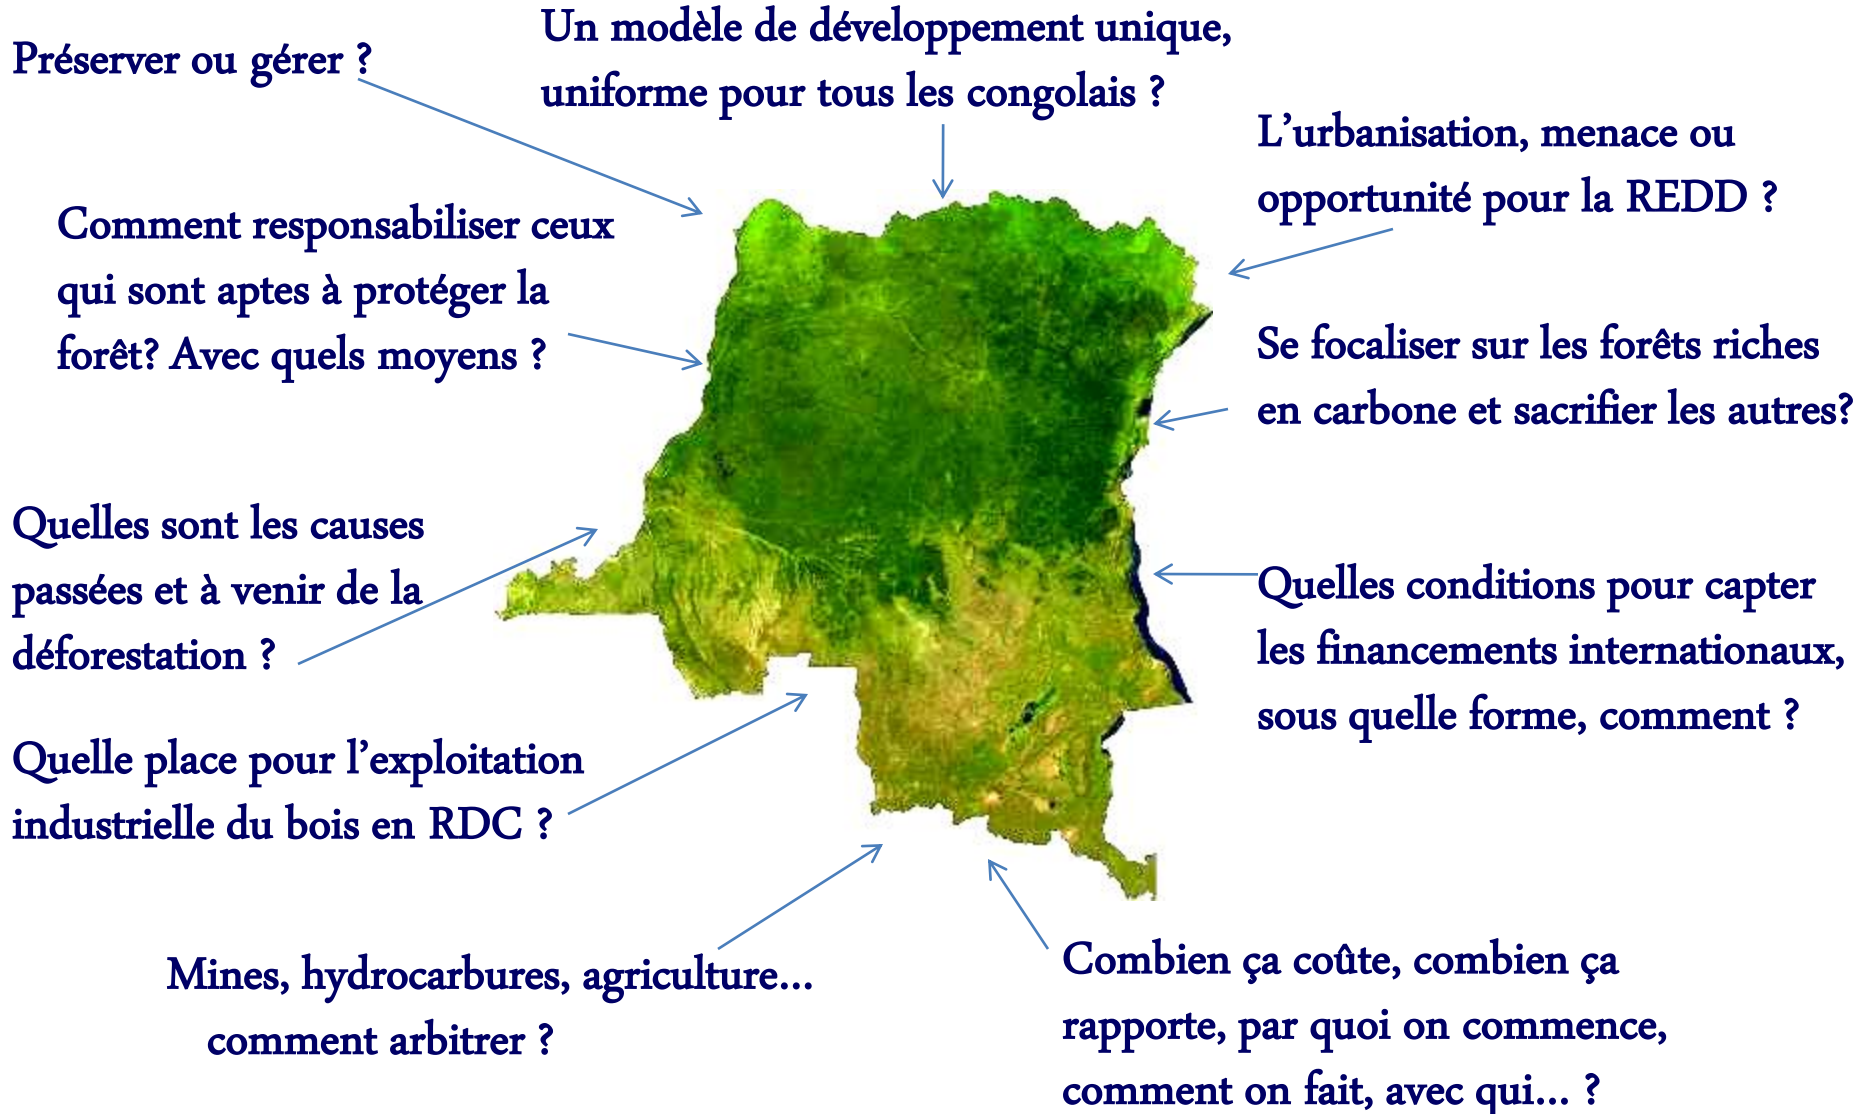 Préserver ou gérer ?
Un modèle de développement unique,
uniforme pour tous les congolais ?
L’urbanisation, menace ou
opportunité pour la REDD ?
Comment responsabiliser ceux
qui sont aptes à protéger la
forêt? Avec quels moyens ?
Se focaliser sur les forêts riches
en carbone et sacrifier les autres?
Quelles sont les causes
passées et à venir de la
déforestation ?
Quelles conditions pour capter
les financements internationaux,
sous quelle forme, comment ?
Quelle place pour l’exploitation
industrielle du bois en RDC ?
Mines, hydrocarbures, agriculture…
comment arbitrer ?
Combien ça coûte, combien ça
rapporte, par quoi on commence,
comment on fait, avec qui… ?